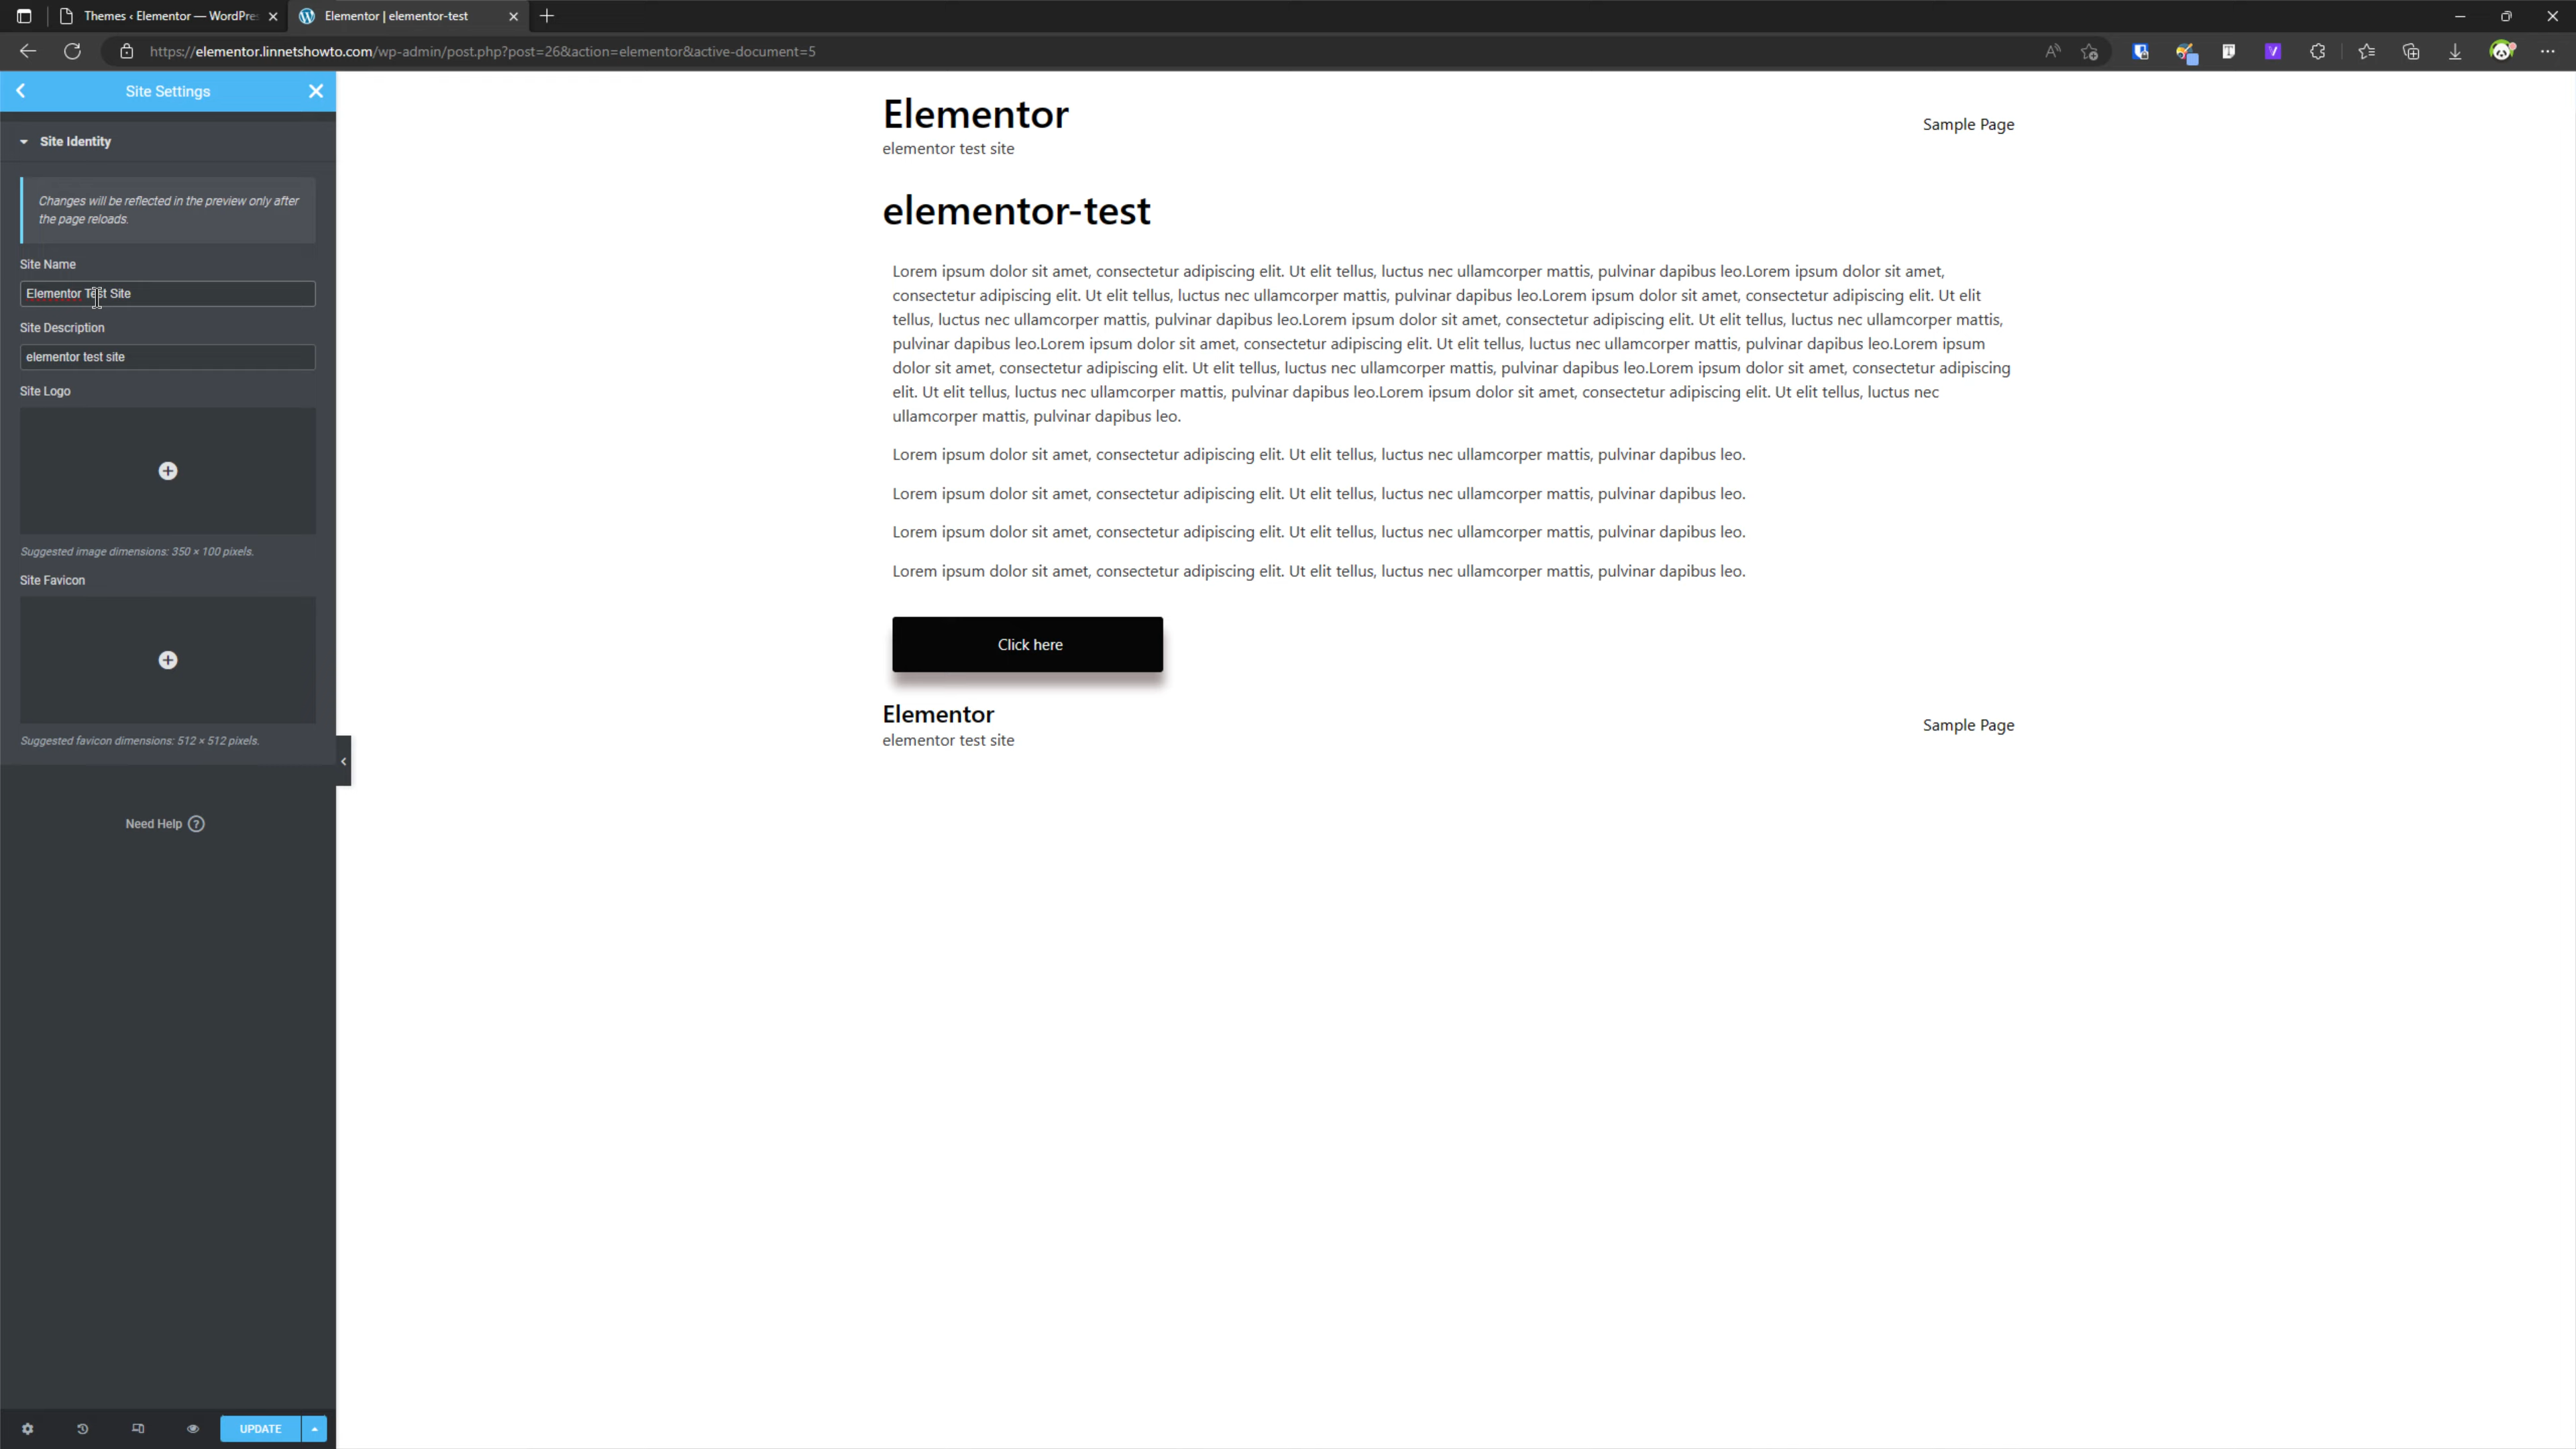 Themes ‹ Elementor — WordPre
Elementor | elementor-test
https://elementor.linnetshowto.com/wp-admin/post.php?post=26&action=elementor&active-document=5
Site Settings
Site Identity
Changes will be reflected in the preview only after
the page reloads.
Site Name
Elementor Test Site
Site Description
elementor test site
Site Logo
Suggested image dimensions: 350 × 100 pixels.
Site Favicon
Suggested favicon dimensions: 512 × 512 pixels.
Need Help
UPDATE
Elementor
elementor test site
Sample Page
elementor-test
Lorem ipsum dolor sit amet, consectetur adipiscing elit. Ut elit tellus, luctus nec ullamcorper mattis, pulvinar dapibus leo.Lorem ipsum dolor sit amet,
consectetur adipiscing elit. Ut elit tellus, luctus nec ullamcorper mattis, pulvinar dapibus leo.Lorem ipsum dolor sit amet, consectetur adipiscing elit. Ut elit
tellus, luctus nec ullamcorper mattis, pulvinar dapibus leo.Lorem ipsum dolor sit amet, consectetur adipiscing elit. Ut elit tellus, luctus nec ullamcorper mattis,
pulvinar dapibus leo.Lorem ipsum dolor sit amet, consectetur adipiscing elit. Ut elit tellus, luctus nec ullamcorper mattis, pulvinar dapibus leo.Lorem ipsum
dolor sit amet, consectetur adipiscing elit. Ut elit tellus, luctus nec ullamcorper mattis, pulvinar dapibus leo.Lorem ipsum dolor sit amet, consectetur adipiscing
elit. Ut elit tellus, luctus nec ullamcorper mattis, pulvinar dapibus leo.Lorem ipsum dolor sit amet, consectetur adipiscing elit. Ut elit tellus, luctus nec
ullamcorper mattis, pulvinar dapibus leo.
Lorem ipsum dolor sit amet, consectetur adipiscing elit. Ut elit tellus, luctus nec ullamcorper mattis, pulvinar dapibus leo.
Lorem ipsum dolor sit amet, consectetur adipiscing elit. Ut elit tellus, luctus nec ullamcorper mattis, pulvinar dapibus leo.
Lorem ipsum dolor sit amet, consectetur adipiscing elit. Ut elit tellus, luctus nec ullamcorper mattis, pulvinar dapibus leo.
Lorem ipsum dolor sit amet, consectetur adipiscing elit. Ut elit tellus, luctus nec ullamcorper mattis, pulvinar dapibus leo.
Click here
Elementor
elementor test site
Sample Page